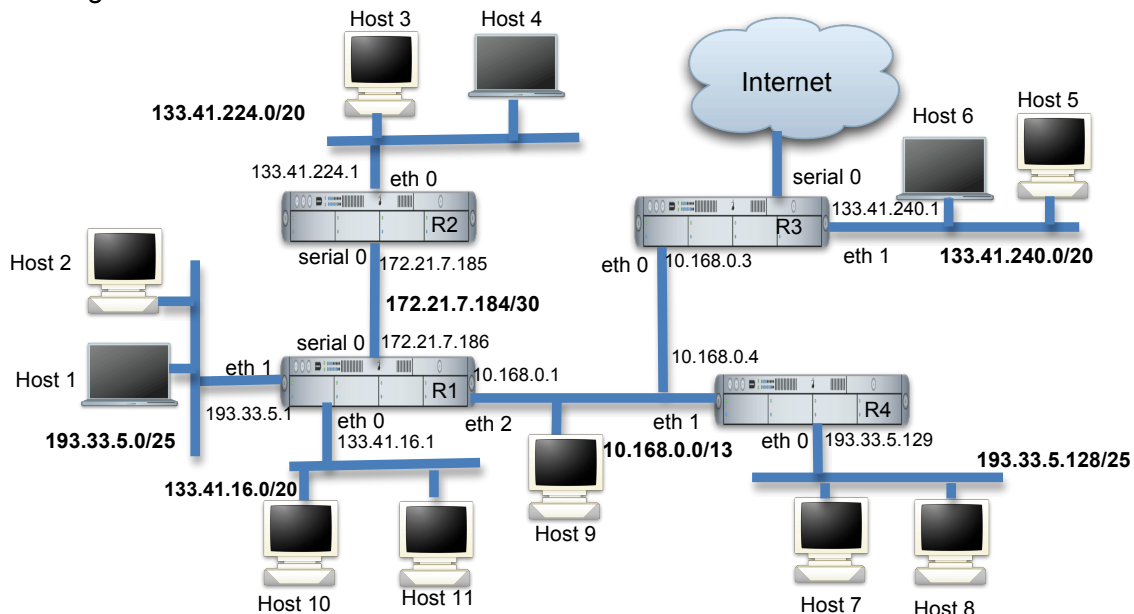 Host 3
Host 4
Internet
Host 5
Host 6
133.41.224.0/20
133.41.224.1
eth 0
serial 0
133.41.240.1
R2
R3
eth 1
133.41.240.0/20
Host 2
serial 0
172.21.7.185
eth 0
10.168.0.3
172.21.7.184/30
serial 0
172.21.7.186
10.168.0.4
Host 1
eth 1
10.168.0.1
R1
R4
193.33.5.1
eth 0
eth 2
eth 1
eth 0
193.33.5.129
133.41.16.1
193.33.5.0/25
10.168.0.0/13
193.33.5.128/25
133.41.16.0/20
Host 9
Host 10
Host 11
Host 7
Host 8